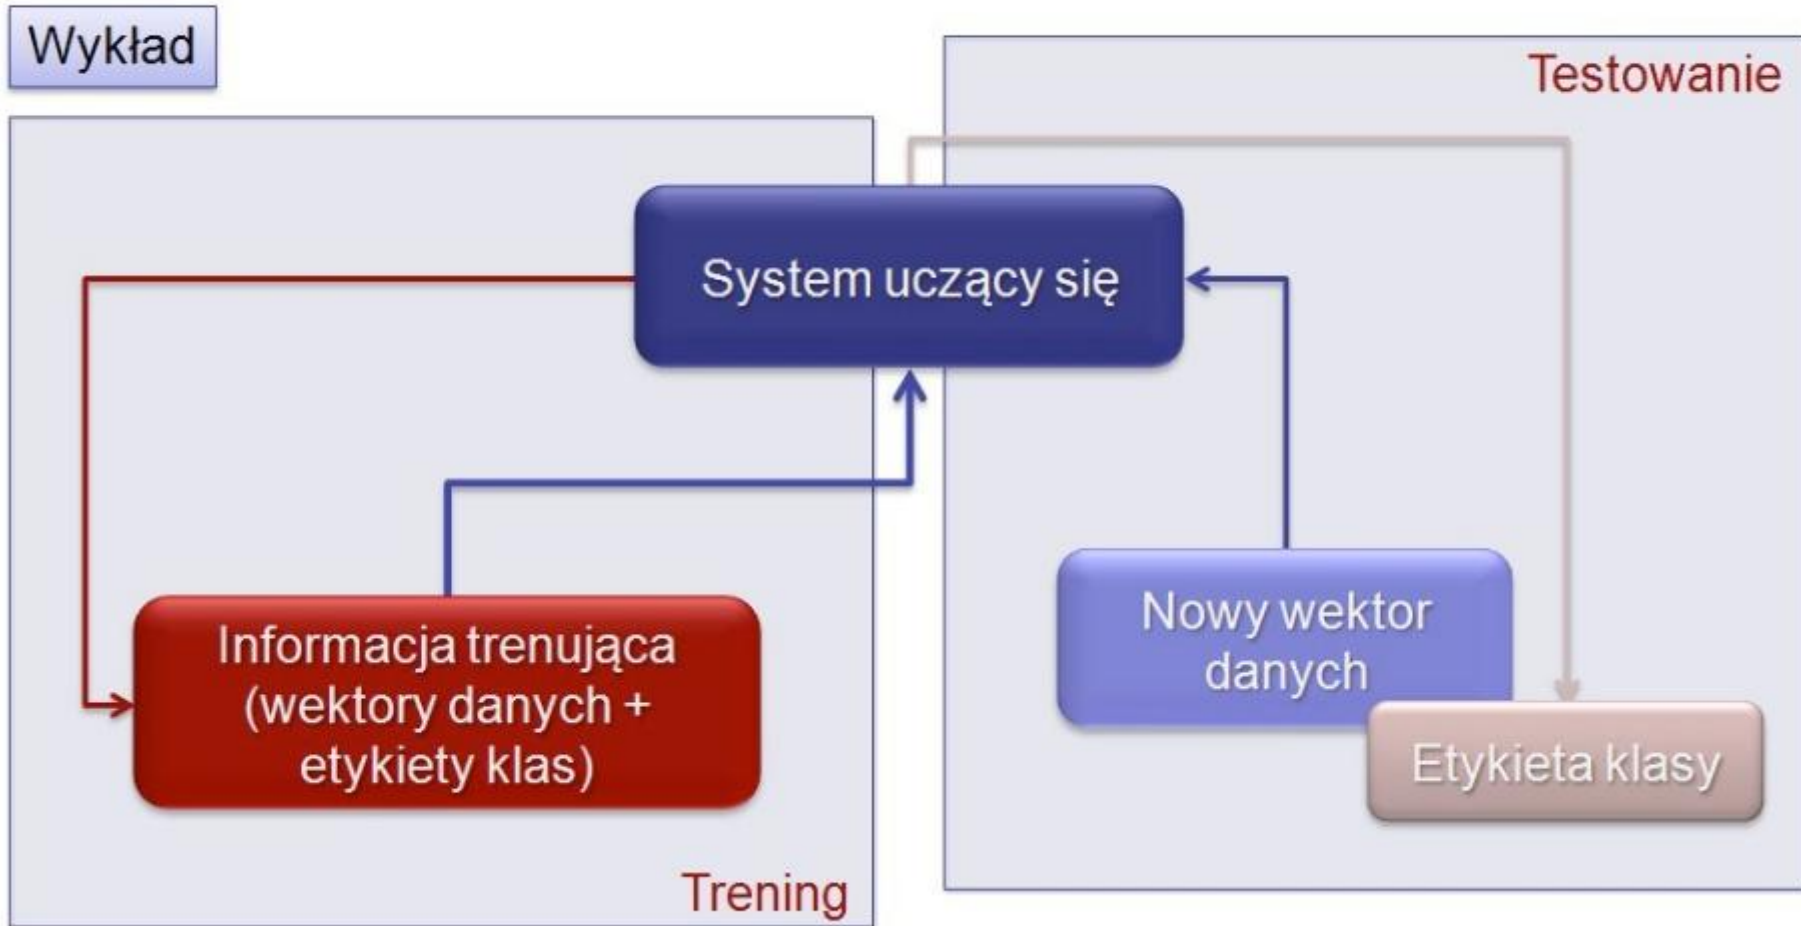 Wykład
Testowanie
System uczący się
Informacja trenująca
(wektory danych +
etykiety klas)
Trening
Nowy wektor
danych
Etykieta klasy